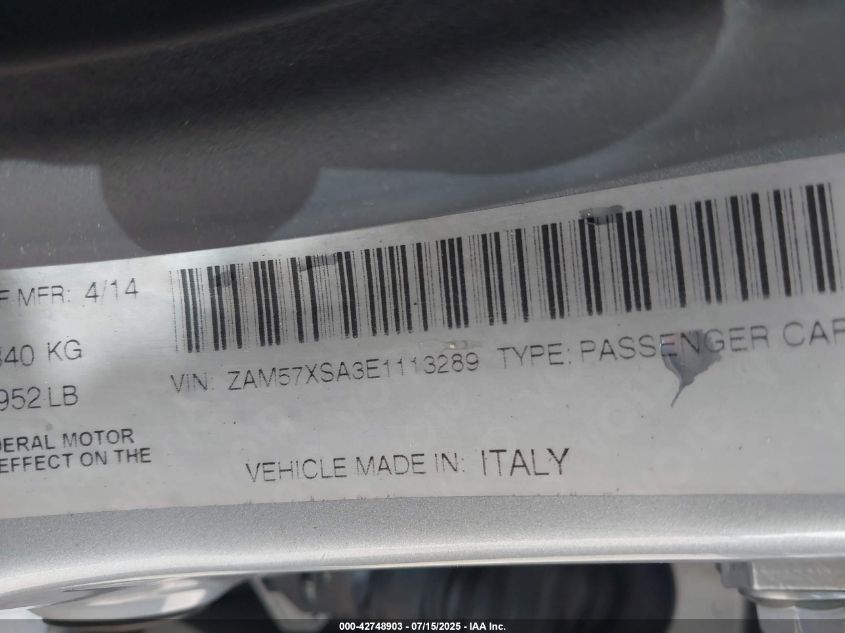 F MFR: 4/14
840 KG
952 LB
VIN: ZAM57XSA3E1113289 TYPE: PASSENGER CAR
DERAL MOTOR
EFFECT ON THE
VEHICLE MADE IN: ITALY
000-42748903 - 07/15/2025 - IAA Inc.